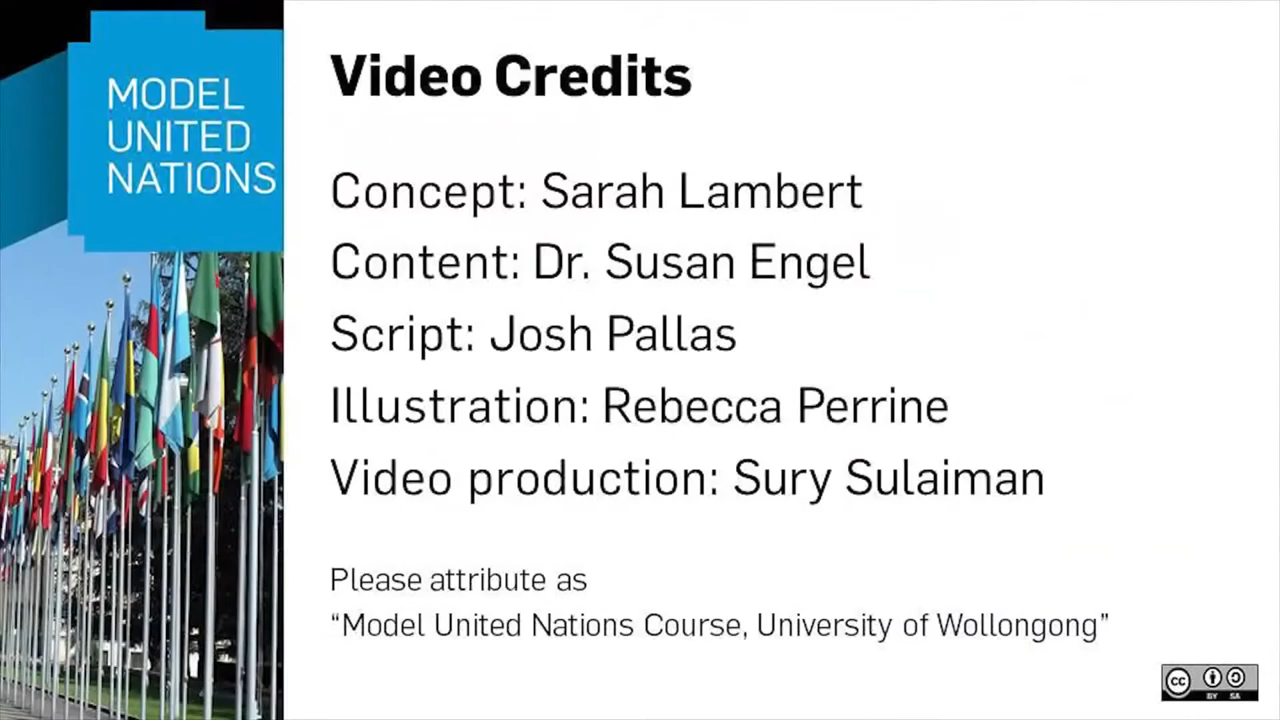 MODEL
UNITED
NATIONS
Video Credits
Concept: Sarah Lambert
Content: Dr. Susan Engel
Script: Josh Pallas
Illustration: Rebecca Perrine
Video production: Sury Sulaiman
Please attribute as
“Model United Nations Course, University of Wollongong”
cc
BY SA